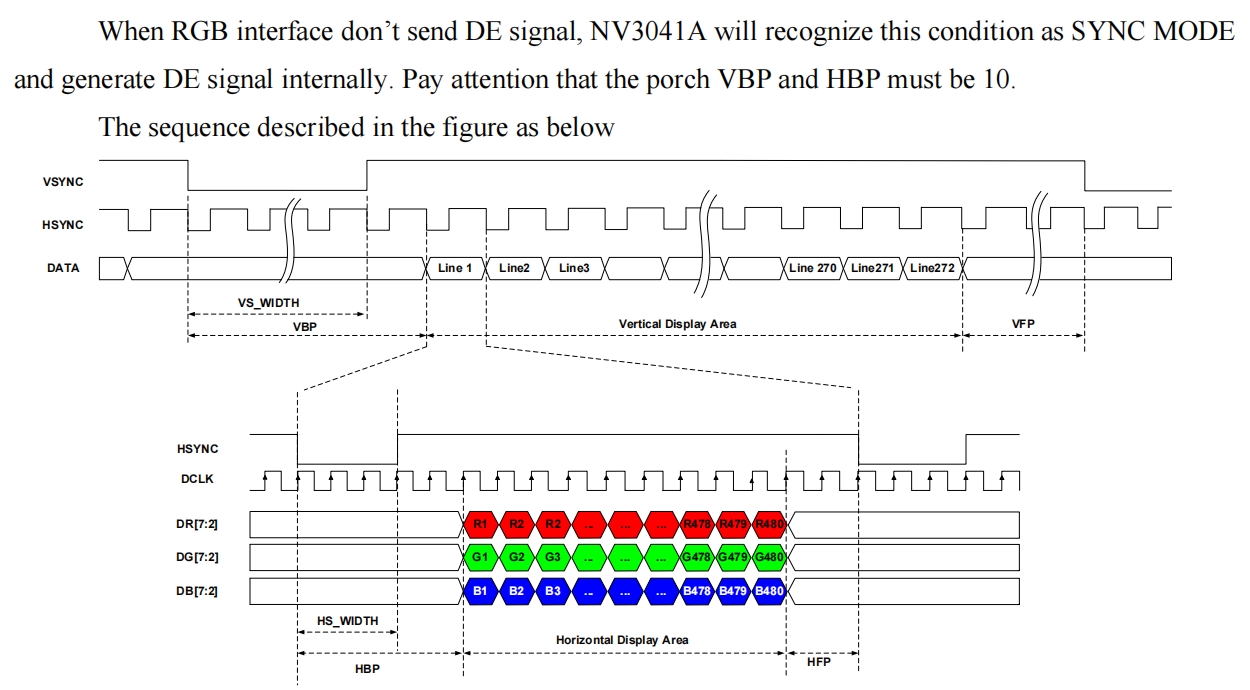 When RGB interface don’t send DE signal, NV3041A will recognize this condition as SYNC MODE
and generate DE signal internally. Pay attention that the porch VBP and HBP must be 10.
The sequence described in the figure as below
VSYNC
HSYNC
DATA
Line 1 Line2 Line3 Line 270 Line271 Line272
VS_WIDTH
VBP Vertical Display Area VFP
HSYNC
DCLK
DR[7:2] R1 R2 R2 ... ... ... R478 R479 R480
DG[7:2] G1 G2 G3 ... ... ... G478 G479 G480
DB[7:2] B1 B2 B3 ... ... ... B478 B479 B480
HS_WIDTH
HBP Horizontal Display Area HFP